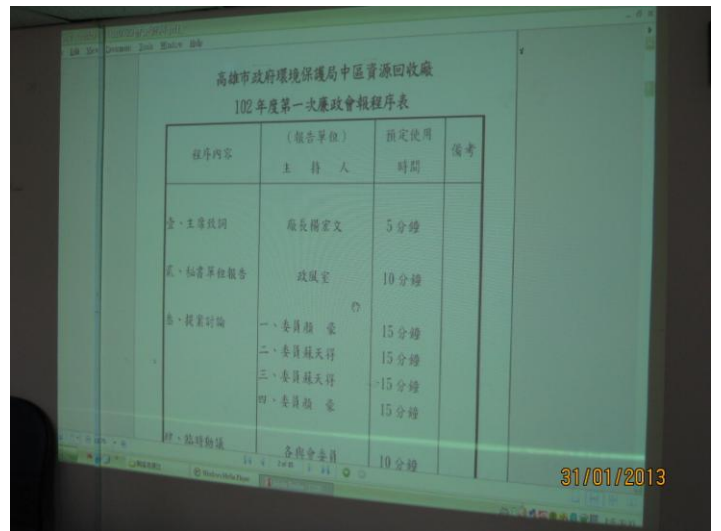 高雄市政府環境保護局中區資源回收廠
102年度第一次廉政會報程序表
程序內容
(報告單位)
主 持 人
預定使用
時間
備考
壹、主席致詞
廠長楊宏文
5分鐘
貳、秘書單位報告
政風室
10分鐘
參、提案討論
一、委員顏 豪
15分鐘
二、委員蘇天得
15分鐘
三、委員蘇天得
15分鐘
四、委員顏 豪
15分鐘
肆、臨時動議
各與會委員
10分鐘
31/01/2013